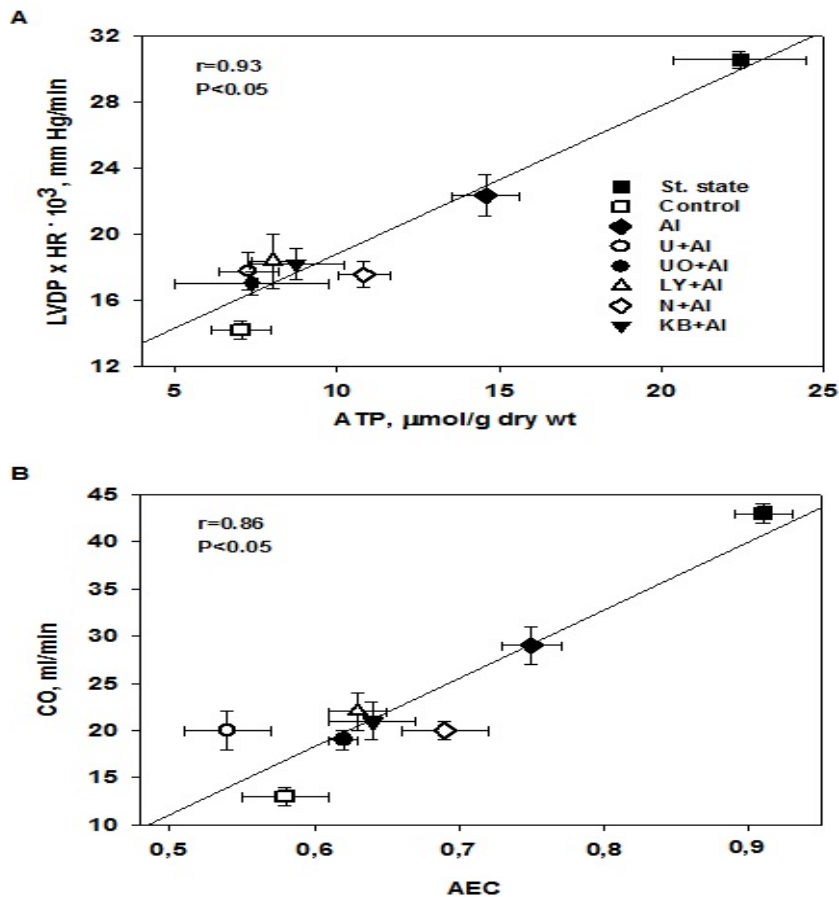 A
LVDP x HR · 10³, mm Hg/min
32
28
24
20
16
12
r=0.93
P<0.05
St. state
Control
AI
U+AI
UO+AI
LY+AI
N+AI
KB+AI
5 10 15 20 25
ATP, µmol/g dry wt
B
CO, ml/min
45
40
35
30
25
20
15
10
r=0.86
P<0.05
0,5 0,6 0,7 0,8 0,9
AEC